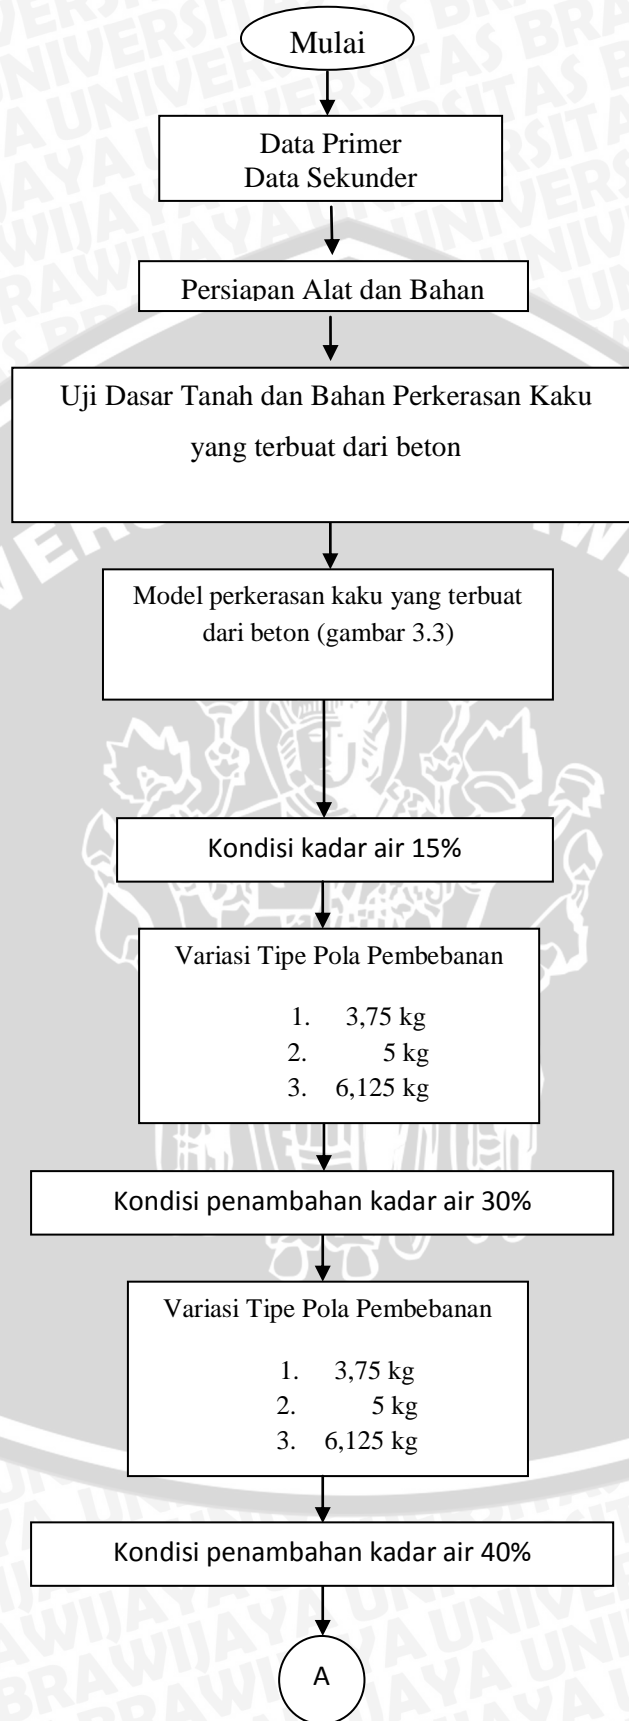 Mulai
Data Primer
Data Sekunder
Persiapan Alat dan Bahan
Uji Dasar Tanah dan Bahan Perkerasan Kaku
yang terbuat dari beton
Model perkerasan kaku yang terbuat
dari beton (gambar 3.3)
Kondisi kadar air 15%
Variasi Tipe Pola Pembebanan
1. 3,75 kg
2. 5 kg
3. 6,125 kg
Kondisi penambahan kadar air 30%
Variasi Tipe Pola Pembebanan
1. 3,75 kg
2. 5 kg
3. 6,125 kg
Kondisi penambahan kadar air 40%
A